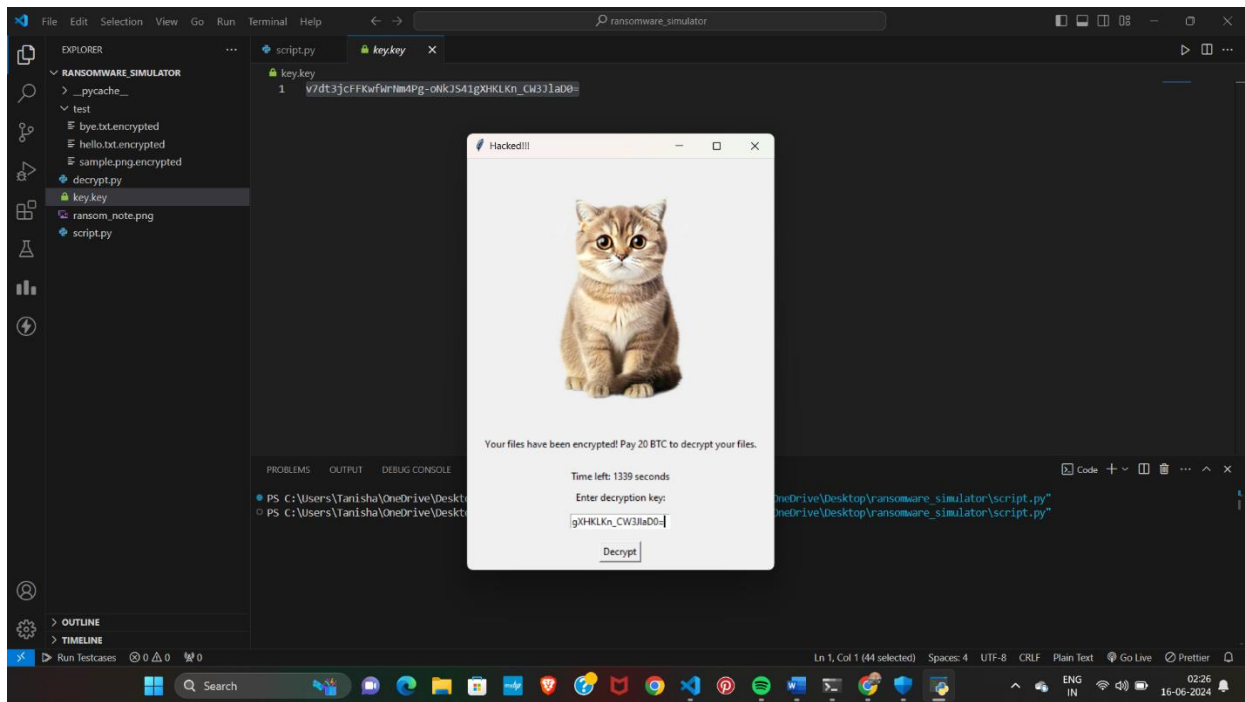 File Edit Selection View Go Run Terminal Help
ransomware_simulator
EXPLORER
RANSOMWARE_SIMULATOR
__pycache__
test
bye.txt.encrypted
hello.txt.encrypted
sample.png.encrypted
decrypt.py
key.key
ransom_note.png
script.py
OUTLINE
TIMELINE
script.py key.key
key.key
1 v7dt3jcFFKwfWrNm4Pg-oNkJS41gXHKLKn_CW3JlaD0=
Hacked!!!
Your files have been encrypted! Pay 20 BTC to decrypt your files.
Time left: 1339 seconds
Enter decryption key:
gXHKLKn_CW3JlaD0=
Decrypt
PROBLEMS OUTPUT DEBUG CONSOLE
Code
PS C:\Users\Tanisha\OneDrive\Deskt neDrive\Desktop\ransomware_simulator\script.py"
PS C:\Users\Tanisha\OneDrive\Deskt neDrive\Desktop\ransomware_simulator\script.py"
Run Testcases 0 0 0 Ln 1, Col 1 (44 selected) Spaces: 4 UTF-8 CRLF Plain Text Go Live Prettier
Search
ENG
IN
02:26
16-06-2024